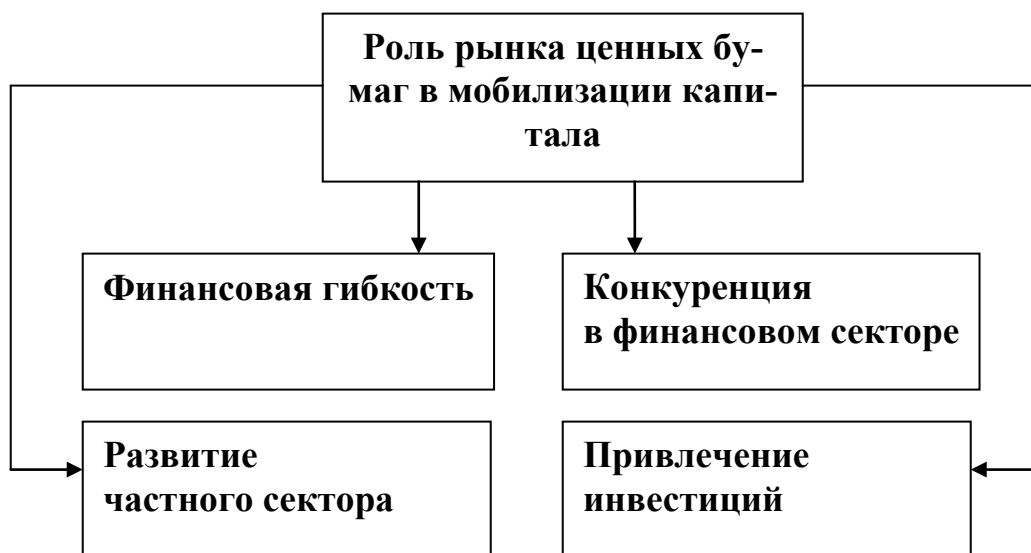 Роль рынка ценных бу-
маг в мобилизации капи-
тала
Финансовая гибкость
Конкуренция
в финансовом секторе
Развитие
частного сектора
Привлечение
инвестиций